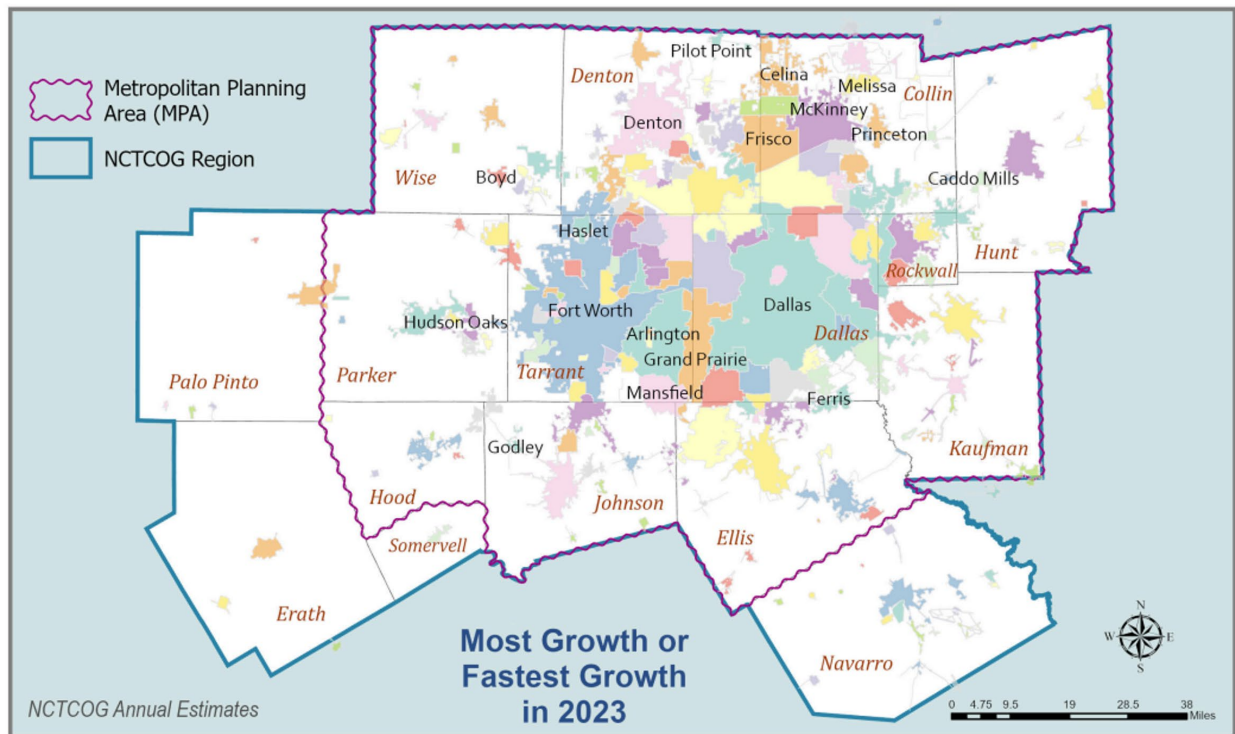 Metropolitan Planning
Area (MPA)
NCTCOG Region
Pilot Point
Denton
Celina
Melissa
Collin
McKinney
Denton
Frisco
Princeton
Wise
Boyd
Caddo Mills
Haslet
Hunt
Rockwall
Fort Worth
Dallas
Hudson Oaks
Arlington
Dallas
Grand Prairie
Palo Pinto
Parker
Tarrant
Mansfield
Ferris
Godley
Kaufman
Hood
Johnson
Ellis
Somervell
Erath
Most Growth or
Fastest Growth
in 2023
Navarro
N
W
E
S
NCTCOG Annual Estimates
0 4.75 9.5 19 28.5 38
Miles